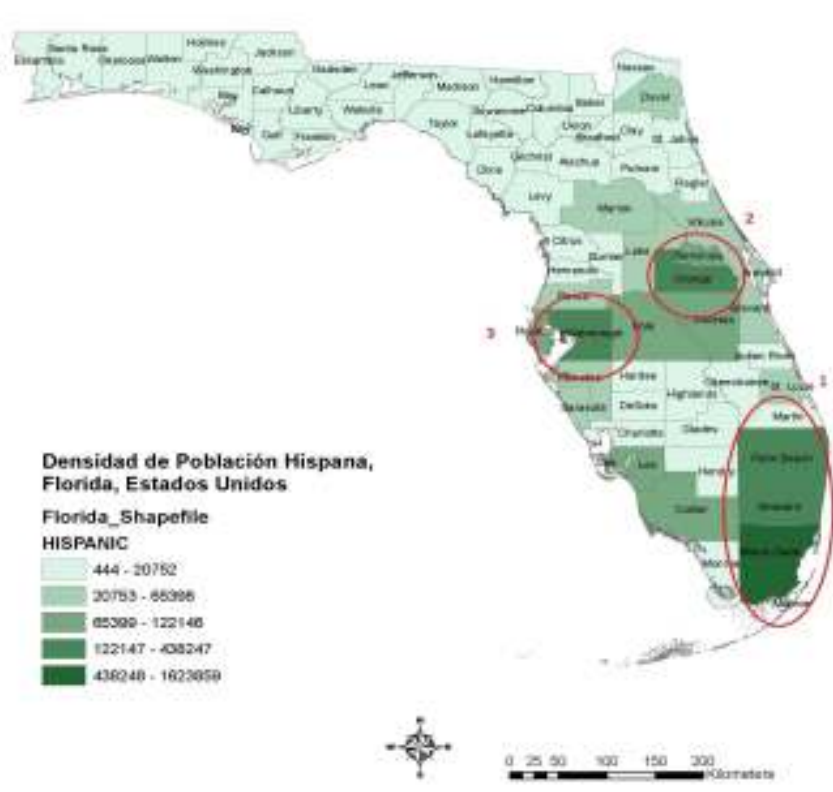 Holmes
Jackson
Santa Rosa
Escambia
Okaloosa
Walton
Washington
Gadsden
Leon
Jefferson
Madison
Hamilton
Nassau
Bay
Calhoun
Liberty
Wakulla
Baker
Duval
Gulf
Franklin
Taylor
Suwannee
Columbia
Lafayette
Union
Bradford
Clay
St. Johns
Dixie
Gilchrist
Alachua
Putnam
Flagler
Levy
Marion
Volusia
2
Citrus
Sumter
Lake
Seminole
Hernando
Orange
Brevard
Pasco
3
Hillsborough
Polk
Osceola
Indian River
Manatee
Hardee
Highlands
Okeechobee
St. Lucie
1
Sarasota
DeSoto
Martin
Charlotte
Glades
Lee
Hendry
Palm Beach
Collier
Broward
Miami-Dade
Monroe
Densidad de Población Hispana,
Florida, Estados Unidos
Florida_Shapefile
HISPANIC
444 - 20752
20753 - 65398
65399 - 122146
122147 - 438247
438248 - 1623859
0 25 50 100 150 200
Kilometers